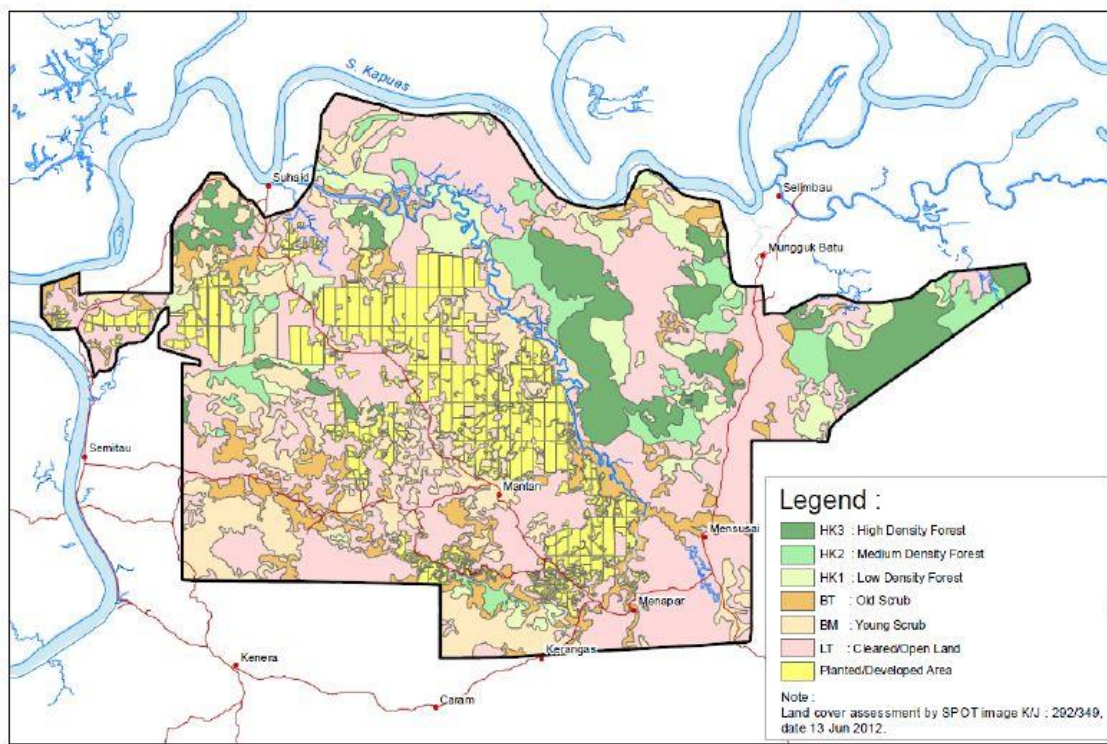 S. Kapuas
Suhaid
Selimbau
Mungguk Batu
Semitau
Mantan
Mensusai
Menapar
Kerangas
Kenera
Caram
Legend :
HK3 : High Density Forest
HK2 : Medium Density Forest
HK1 : Low Density Forest
BT : Old Scrub
BM : Young Scrub
LT : Cleared/Open Land
Planted/Developed Area
Note :
Land cover assessment by SPOT image K/J : 292/349,
date 13 Jun 2012.